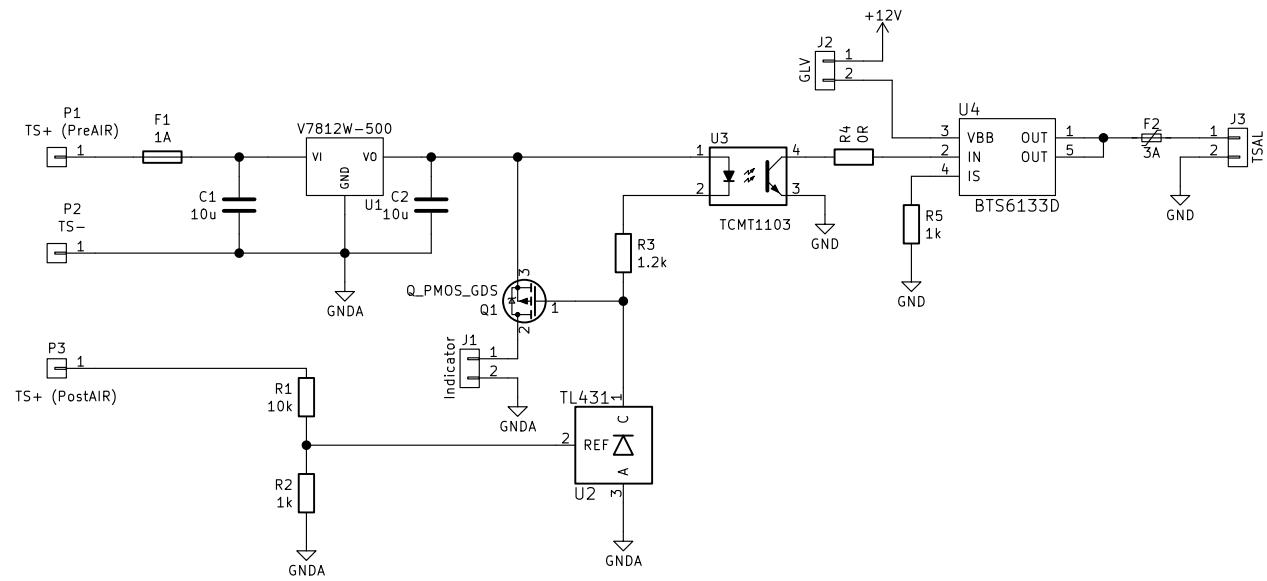 +12V
J2
GLV
1
2
P1
TS+ (PreAIR)
1
F1
1A
V7812W-500
VI
VO
GND
U1
C1
10u
C2
10u
P2
TS-
1
GNDA
U3
1
2
4
3
TCMT1103
GND
R4
0R
U4
3
VBB
2
IN
4
IS
OUT
1
OUT
5
BTS6133D
F2
3A
J3
1
2
TSAL
GND
R5
1k
GND
R3
1.2k
Q_PMOS_GDS
Q1
3
1
2
J1
Indicator
1
2
GNDA
P3
1
TS+ (PostAIR)
R1
10k
R2
1k
GNDA
TL431
1
C
2
REF
A
U2
3
GNDA